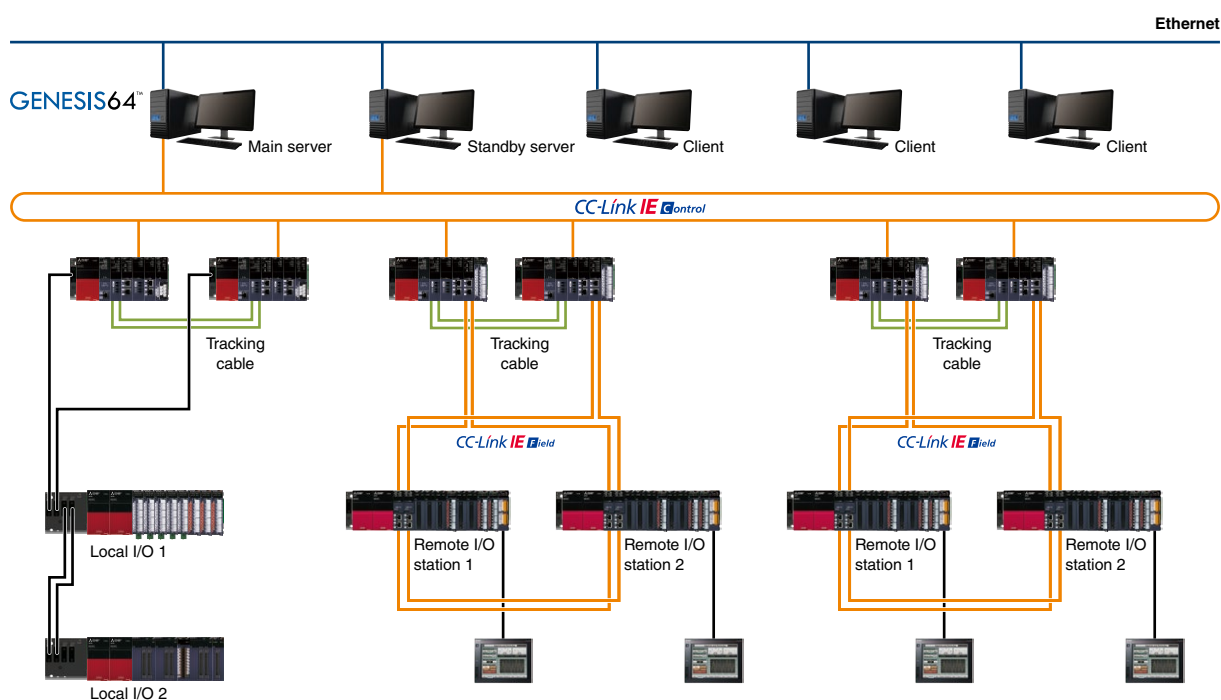 Ethernet
GENESIS64™
Main server
Standby server
Client
Client
Client
CC-Link IE Control
Tracking
cable
Tracking
cable
Tracking
cable
CC-Link IE Field
CC-Link IE Field
Local I/O 1
Remote I/O
station 1
Remote I/O
station 2
Remote I/O
station 1
Remote I/O
station 2
Local I/O 2